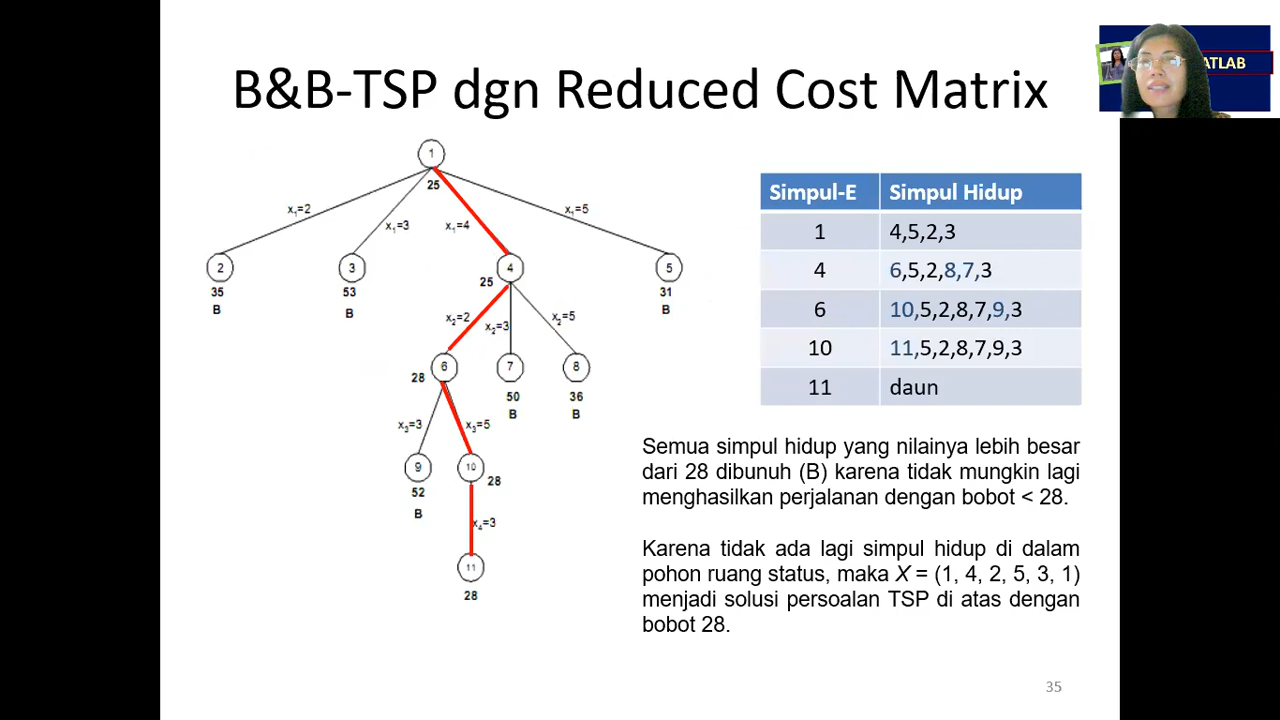 B&B-TSP dgn Reduced Cost Matrix
ATLAB
1
25
x₁=2
x₁=3
x₁=4
x₁=5
2
35
B
3
53
B
4
25
5
31
B
x₂=2
x₂=3
x₂=5
6
28
7
50
B
8
36
B
x₃=3
x₃=5
9
52
B
10
28
x₄=3
11
28
Simpul-E Simpul Hidup
1 4,5,2,3
4 6,5,2,8,7,3
6 10,5,2,8,7,9,3
10 11,5,2,8,7,9,3
11 daun
Semua simpul hidup yang nilainya lebih besar
dari 28 dibunuh (B) karena tidak mungkin lagi
menghasilkan perjalanan dengan bobot < 28.
Karena tidak ada lagi simpul hidup di dalam
pohon ruang status, maka X = (1, 4, 2, 5, 3, 1)
menjadi solusi persoalan TSP di atas dengan
bobot 28.
35